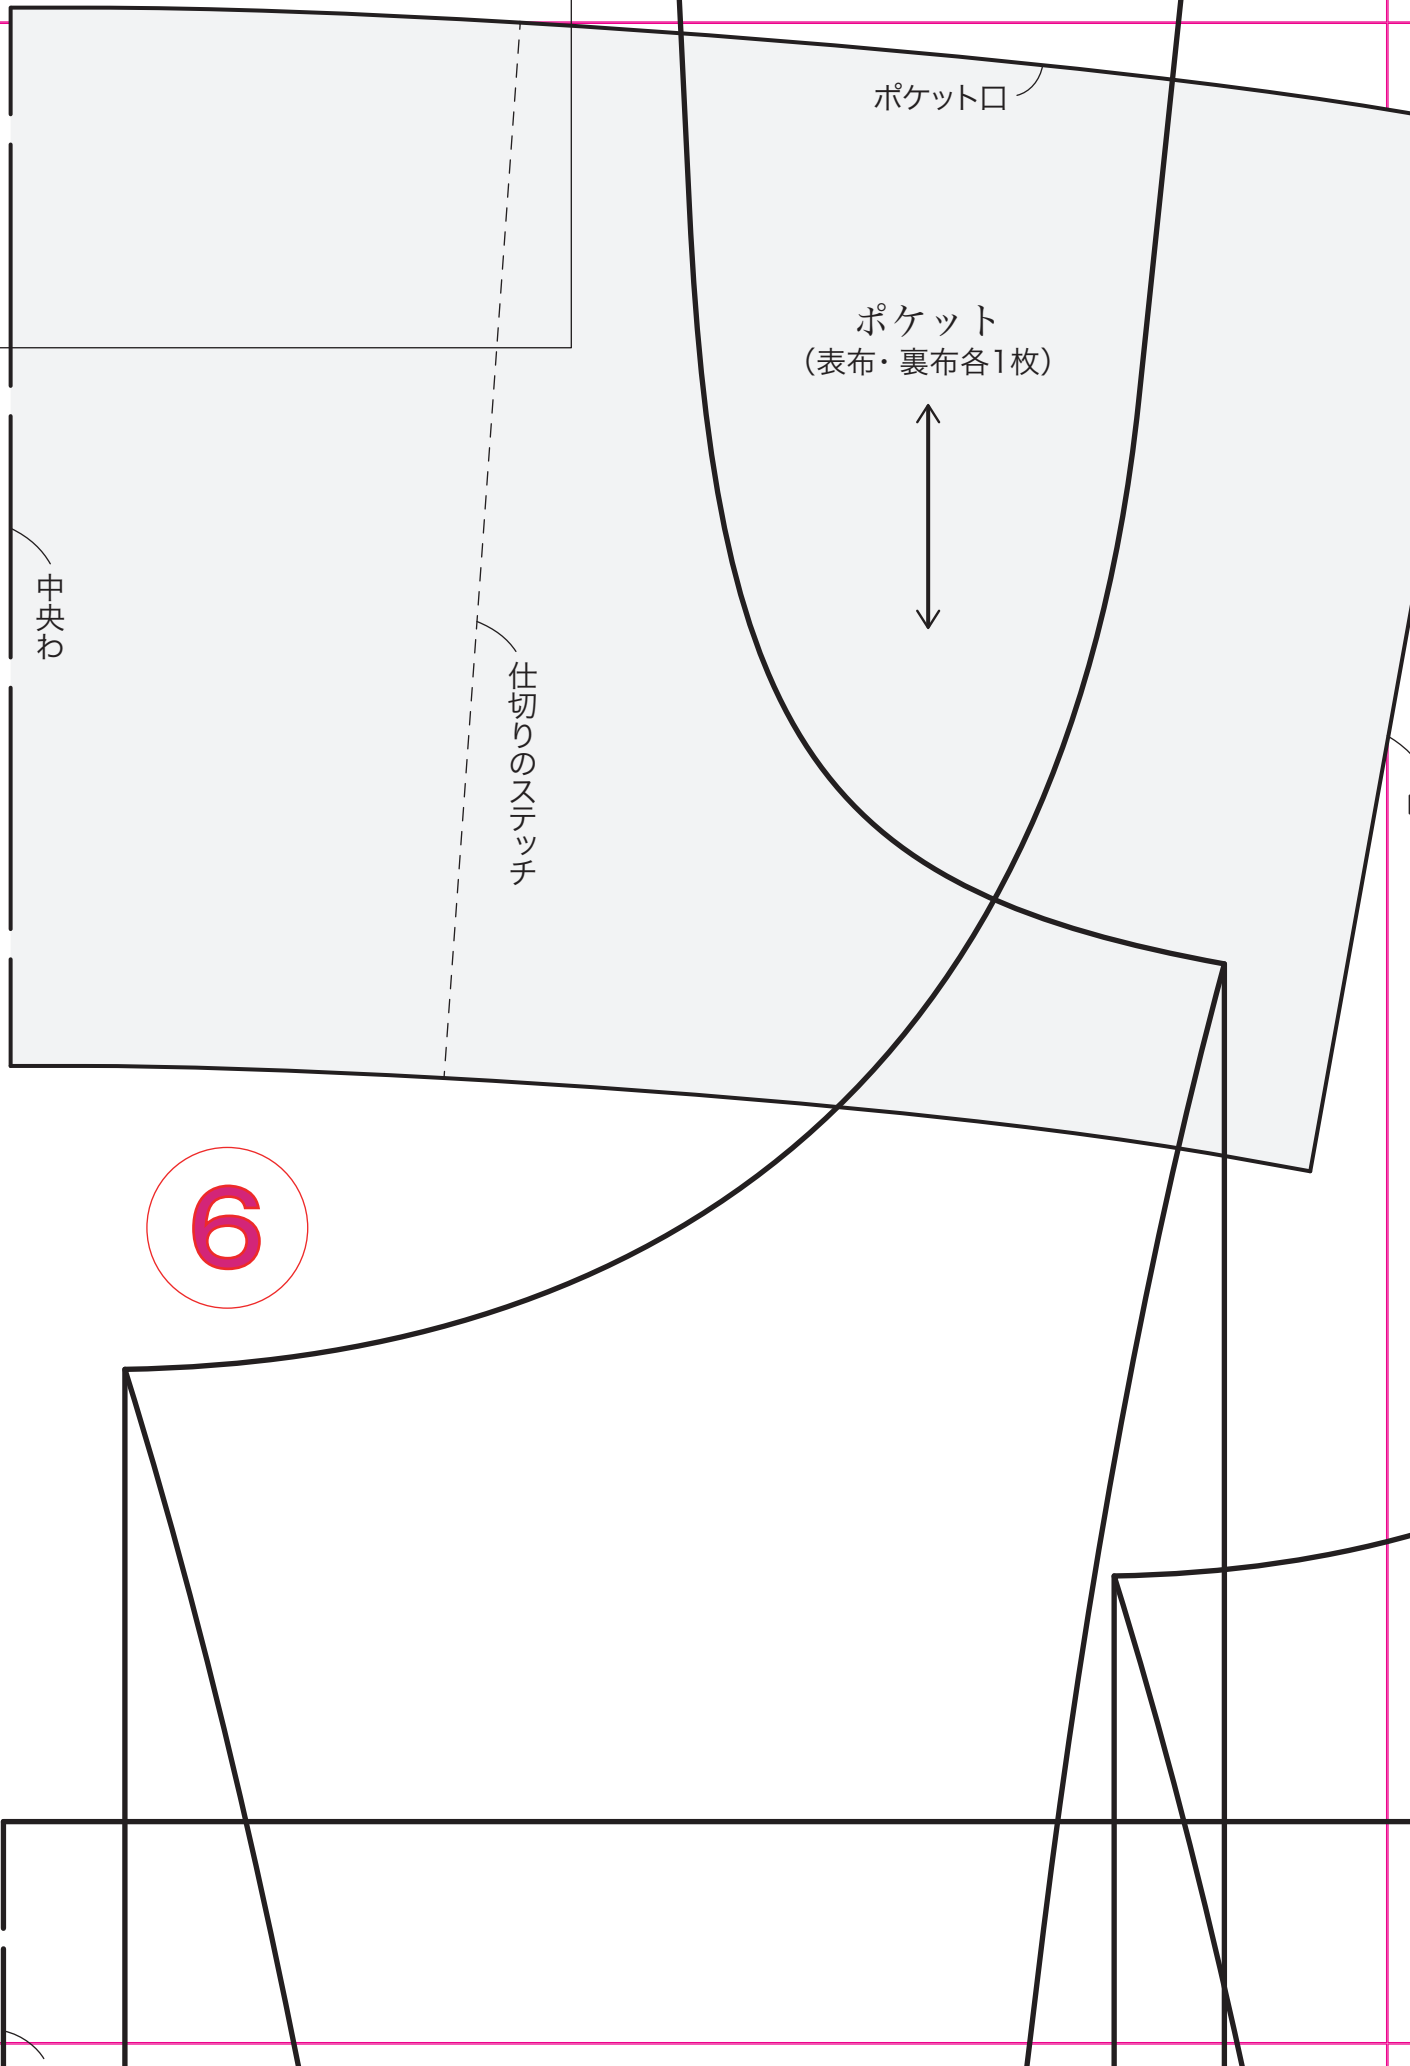 ポケット口
ポケット
（表布・裏布各1枚）
中央わ
仕切りのステッチ
6